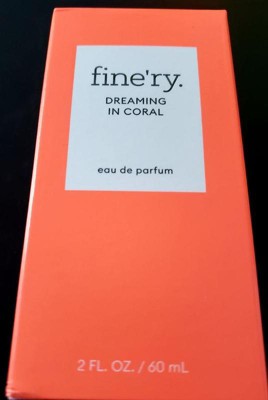 fine'ry.
DREAMING
IN CORAL
eau de parfum
2 FL. OZ. / 60 mL